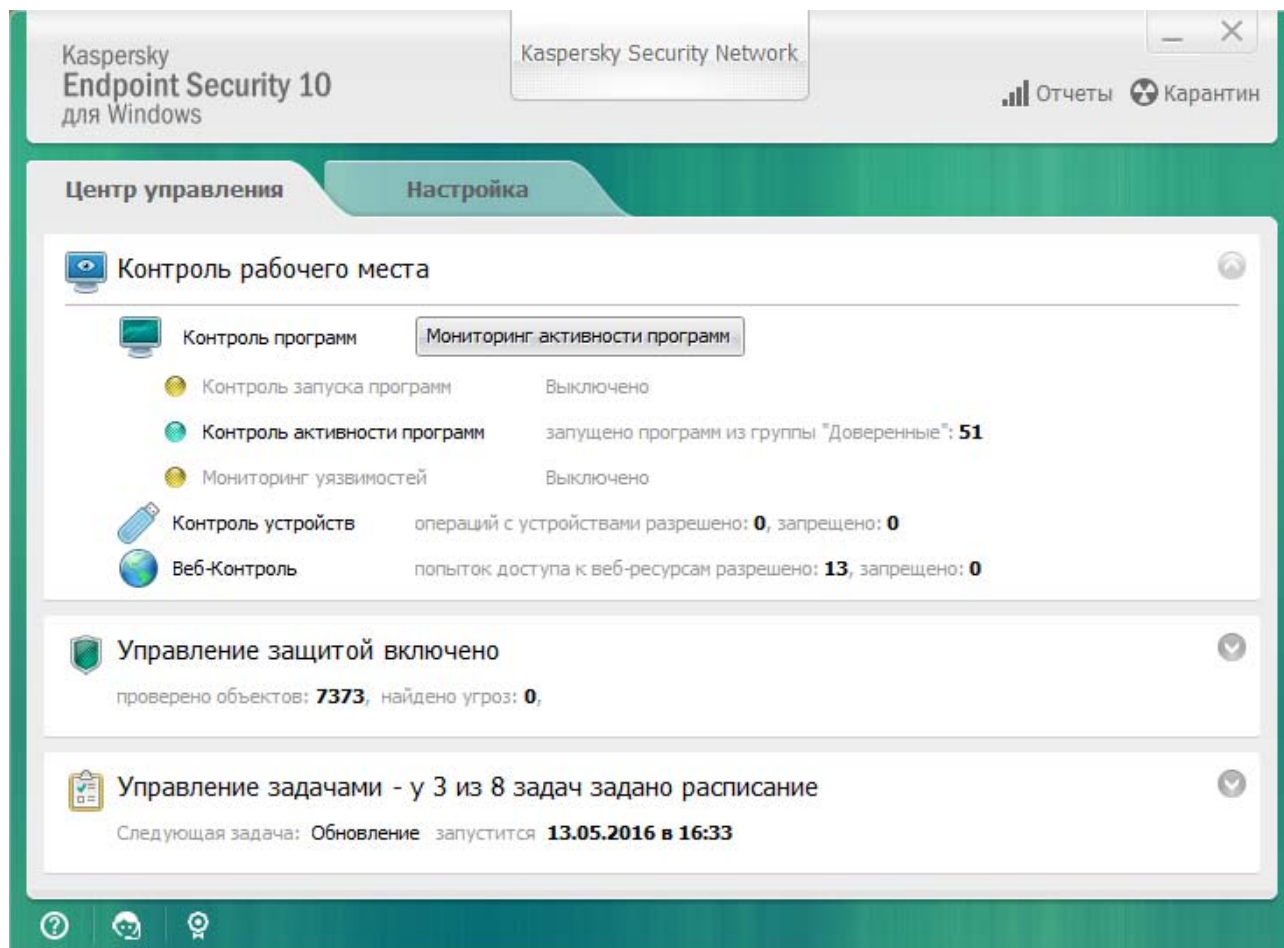 Kaspersky
Endpoint Security 10
для Windows
Kaspersky Security Network
Отчеты Карантин
Центр управления Настройка
Контроль рабочего места
Контроль программ Мониторинг активности программ
Контроль запуска программ Выключено
Контроль активности программ запущено программ из группы "Доверенные": 51
Мониторинг уязвимостей Выключено
Контроль устройств операций с устройствами разрешено: 0, запрещено: 0
Веб-Контроль попыток доступа к веб-ресурсам разрешено: 13, запрещено: 0
Управление защитой включено
проверено объектов: 7373, найдено угроз: 0,
Управление задачами - у 3 из 8 задач задано расписание
Следующая задача: Обновление запустится 13.05.2016 в 16:33